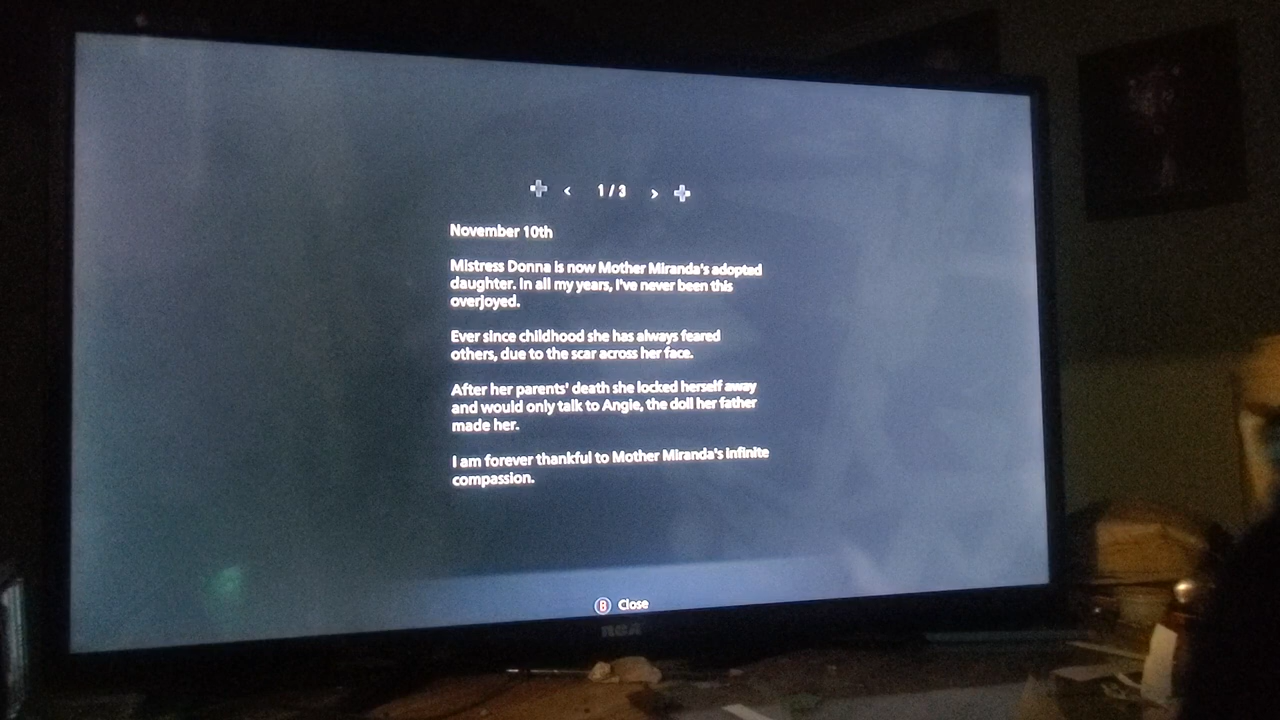 < 1 / 3 >
November 10th
Mistress Donna is now Mother Miranda's adopted
daughter. In all my years, I've never been this
overjoyed.
Ever since childhood she has always feared
others, due to the scar across her face.
After her parents' death she locked herself away
and would only talk to Angie, the doll her father
made her.
I am forever thankful to Mother Miranda's infinite
compassion.
B Close
RCA